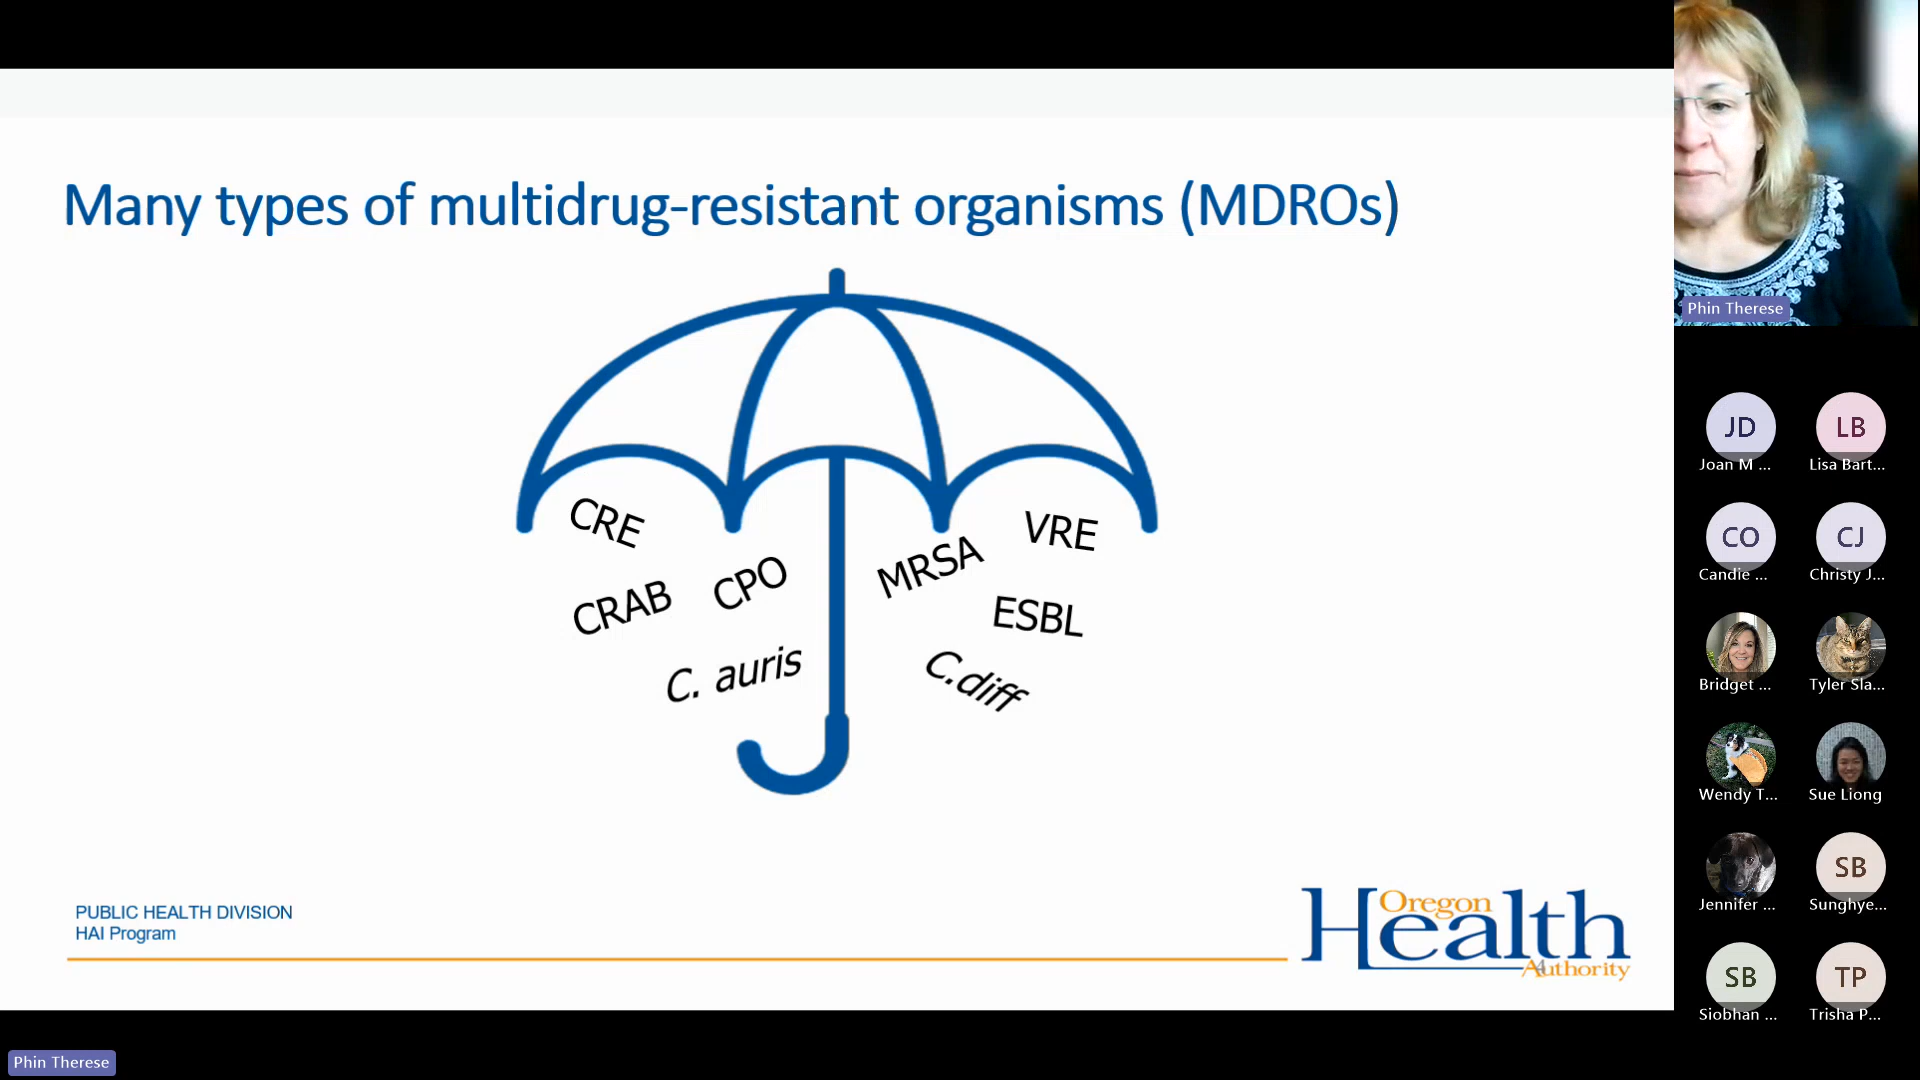 Many types of multidrug-resistant organisms (MDROs)
CRE
CRAB
CPO
C. auris
MRSA
VRE
ESBL
C.diff
PUBLIC HEALTH DIVISION
HAI Program
Oregon
Health
Authority
4
Phin Therese
JD
Joan M ...
LB
Lisa Bart...
CO
Candie ...
CJ
Christy J...
Bridget ...
Tyler Sla...
Wendy T...
Sue Liong
Jennifer ...
SB
Sunghye...
SB
Siobhan ...
TP
Trisha P...
Phin Therese